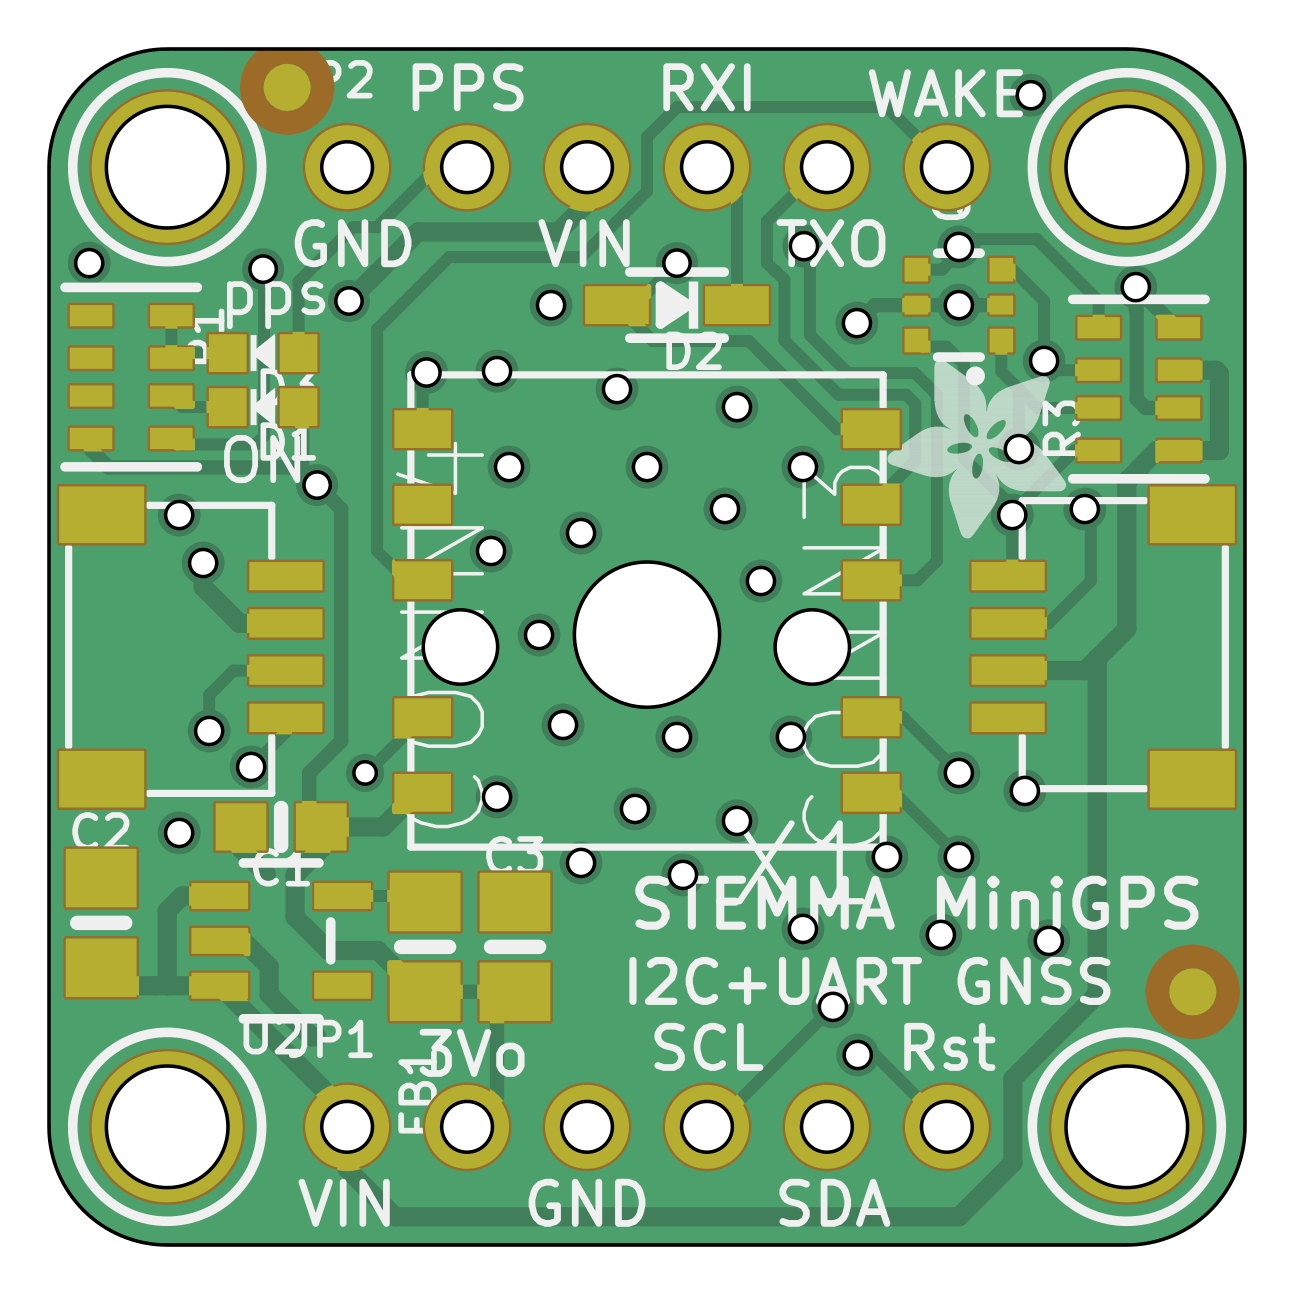 PPS RXI WAKE
GND VIN TXO
pps
D2
R3
D1
ON
C2
C1
C3
X1
STEMMA MiniGPS
I2C+UART GNSS
U2 JP1 3Vo SCL Rst
FB1
VIN GND SDA